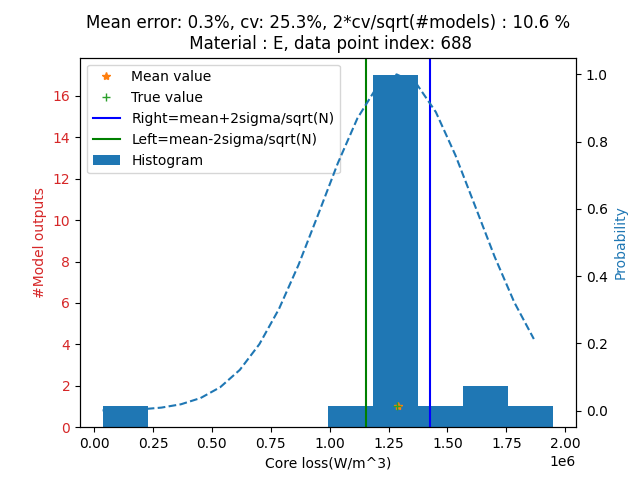 Mean error: 0.3%, cv: 25.3%, 2*cv/sqrt(#models) : 10.6 %
Material : E, data point index: 688
Mean value
True value
Right=mean+2sigma/sqrt(N)
Left=mean-2sigma/sqrt(N)
Histogram
#Model outputs
16
14
12
10
8
6
4
2
0
1.0
0.8
0.6
0.4
0.2
0.0
Probability
0.00 0.25 0.50 0.75 1.00 1.25 1.50 1.75 2.00
Core loss(W/m^3)
1e6